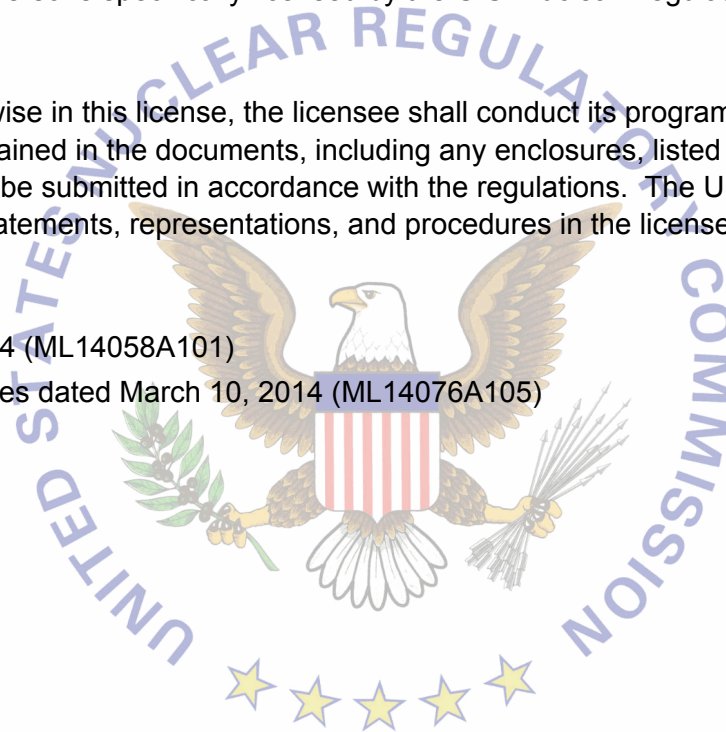 wise in this license, the licensee shall conduct its program
ained in the documents, including any enclosures, listed
be submitted in accordance with the regulations.  The U
atements, representations, and procedures in the license
4 (ML14058A101)
es dated March 10, 2014 (ML14076A105)
UNITED STATES NUCLEAR REGULATORY COMMISSION